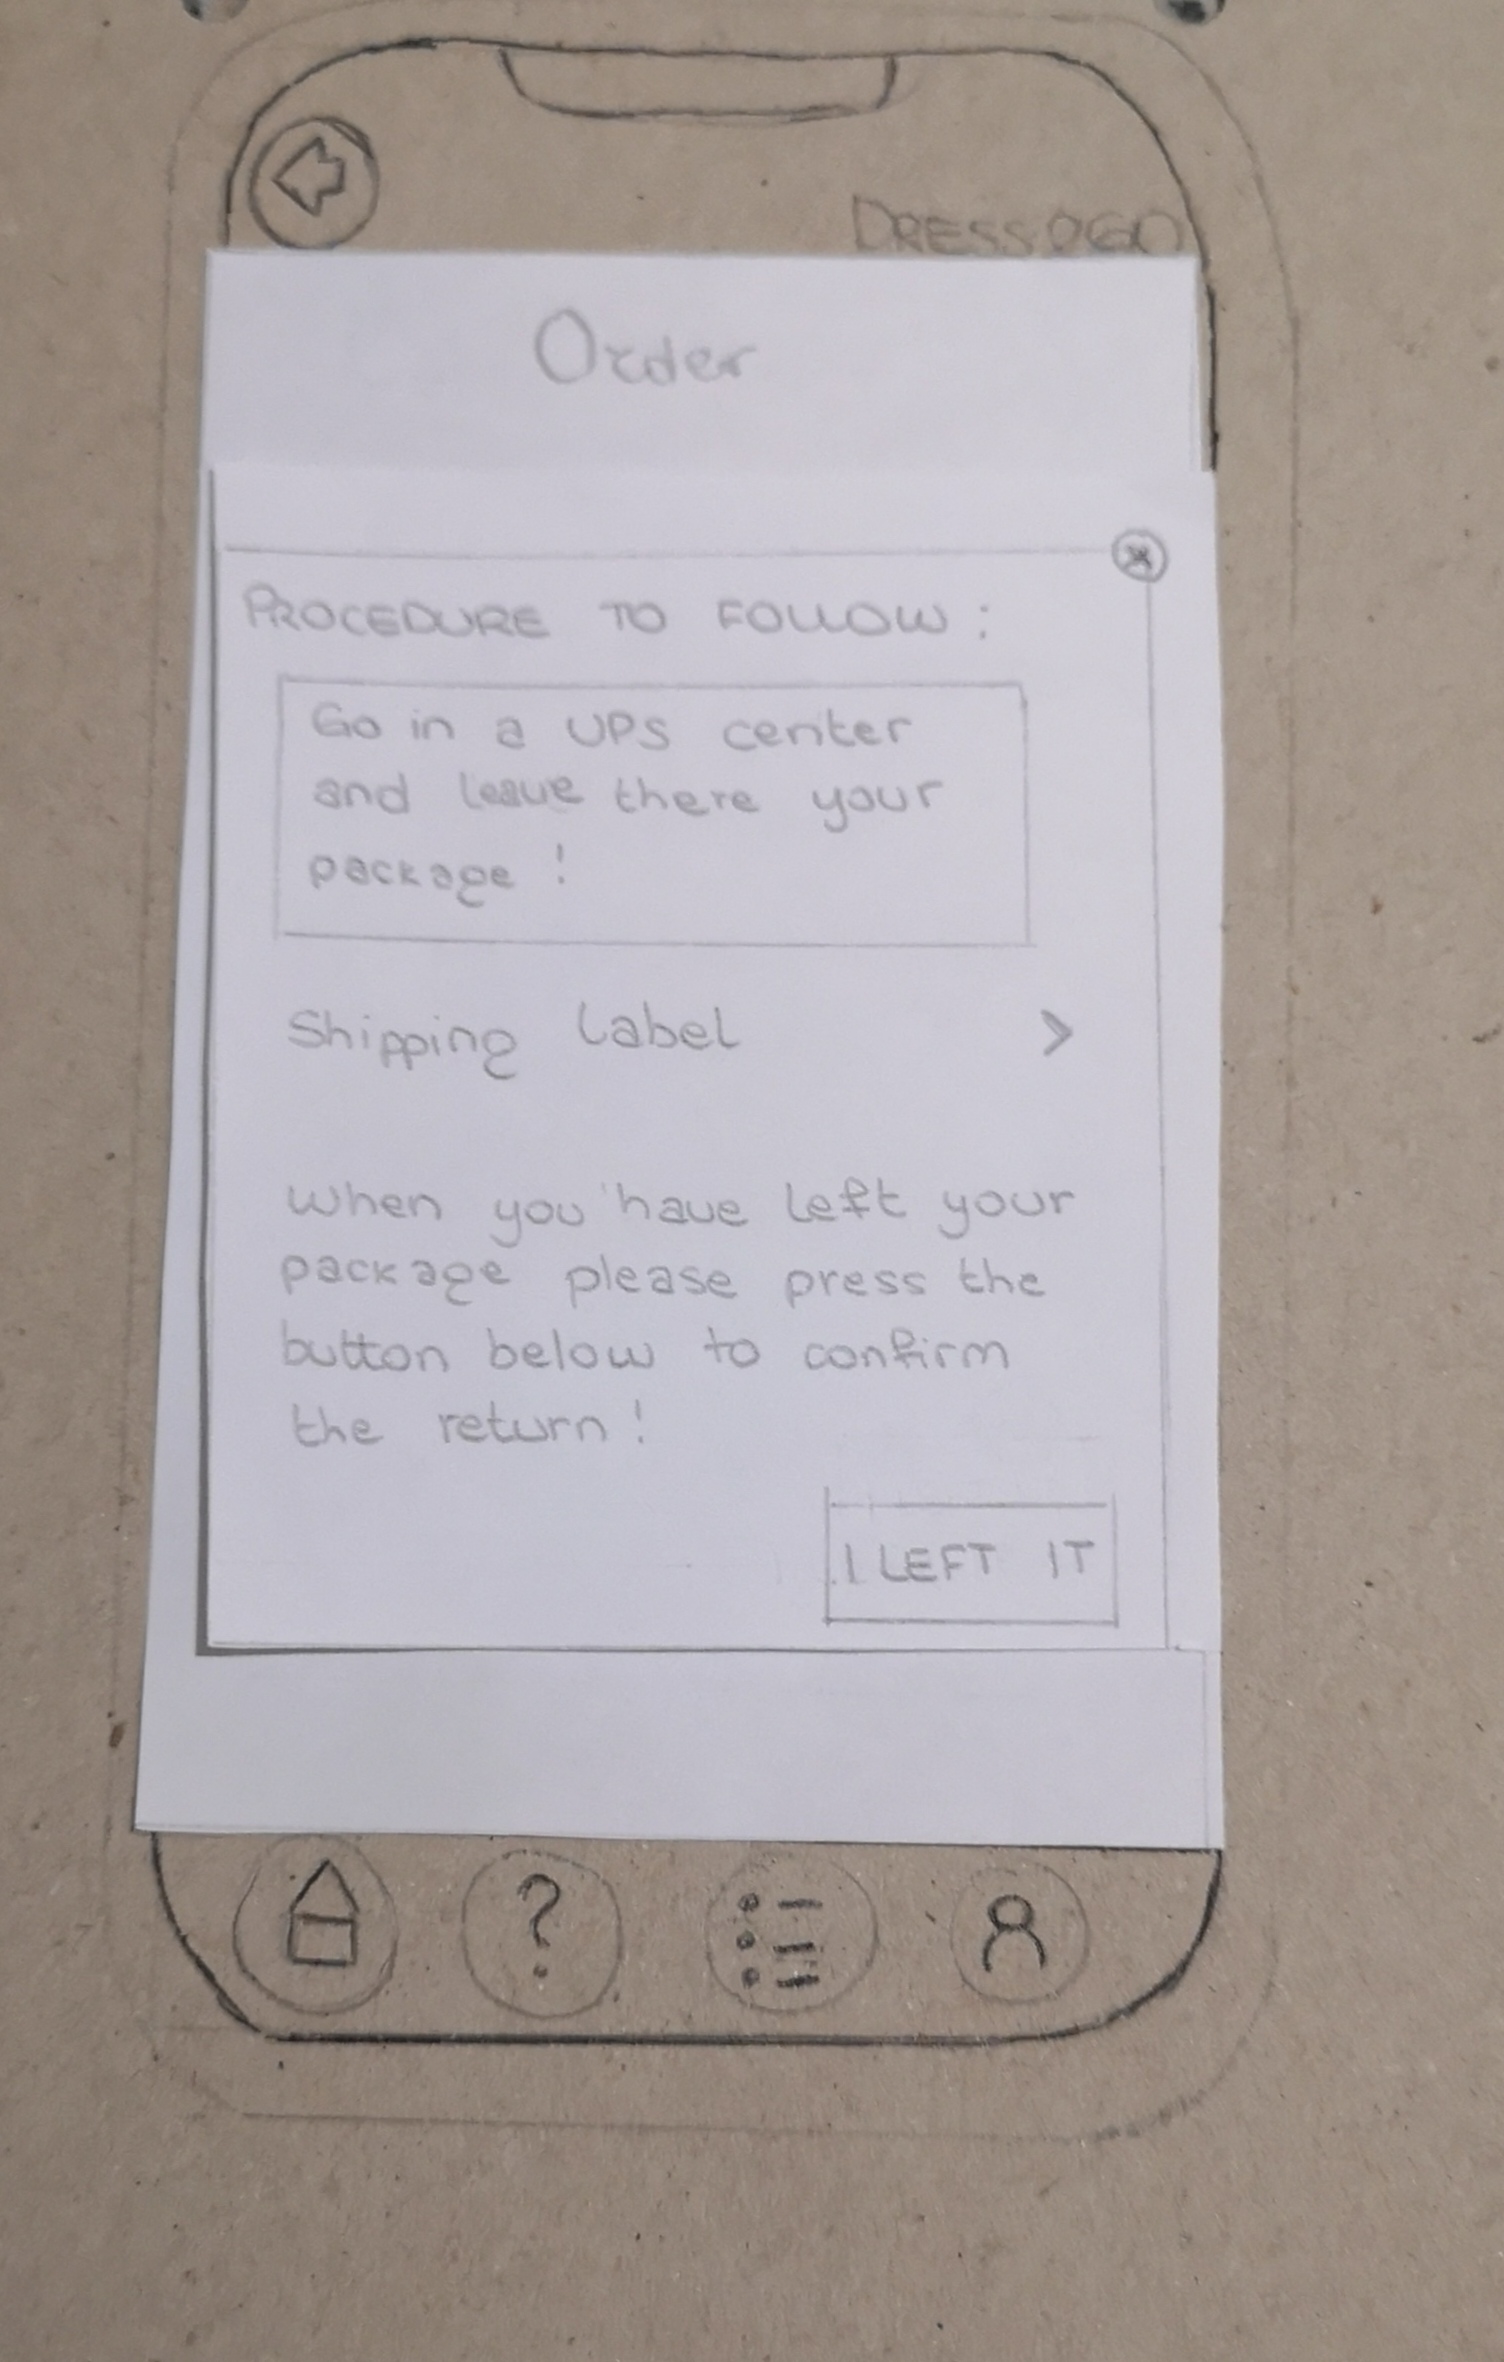 DRESS2GO
Order
PROCEDURE TO FOLLOW :
Go in a UPS center
and leave there your
package !
Shipping label
>
When you have left your
package please press the
button below to confirm
the return !
I LEFT IT
?